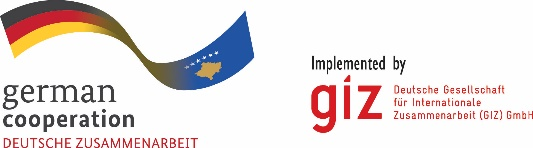 german
cooperation
DEUTSCHE ZUSAMMENARBEIT
Implemented by
giz
Deutsche Gesellschaft
für Internationale
Zusammenarbeit (GIZ) GmbH